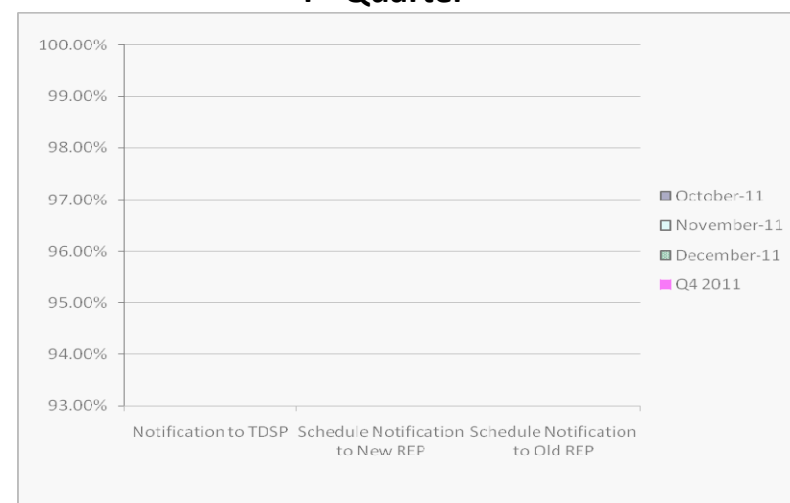 Quarter
100.00%
99.00%
98.00%
97.00%
96.00%
95.00%
94.00%
93.00%
Notification to TDSP
Schedule Notification
to New REP
Schedule Notification
to Old REP
October-11
November-11
December-11
Q4 2011